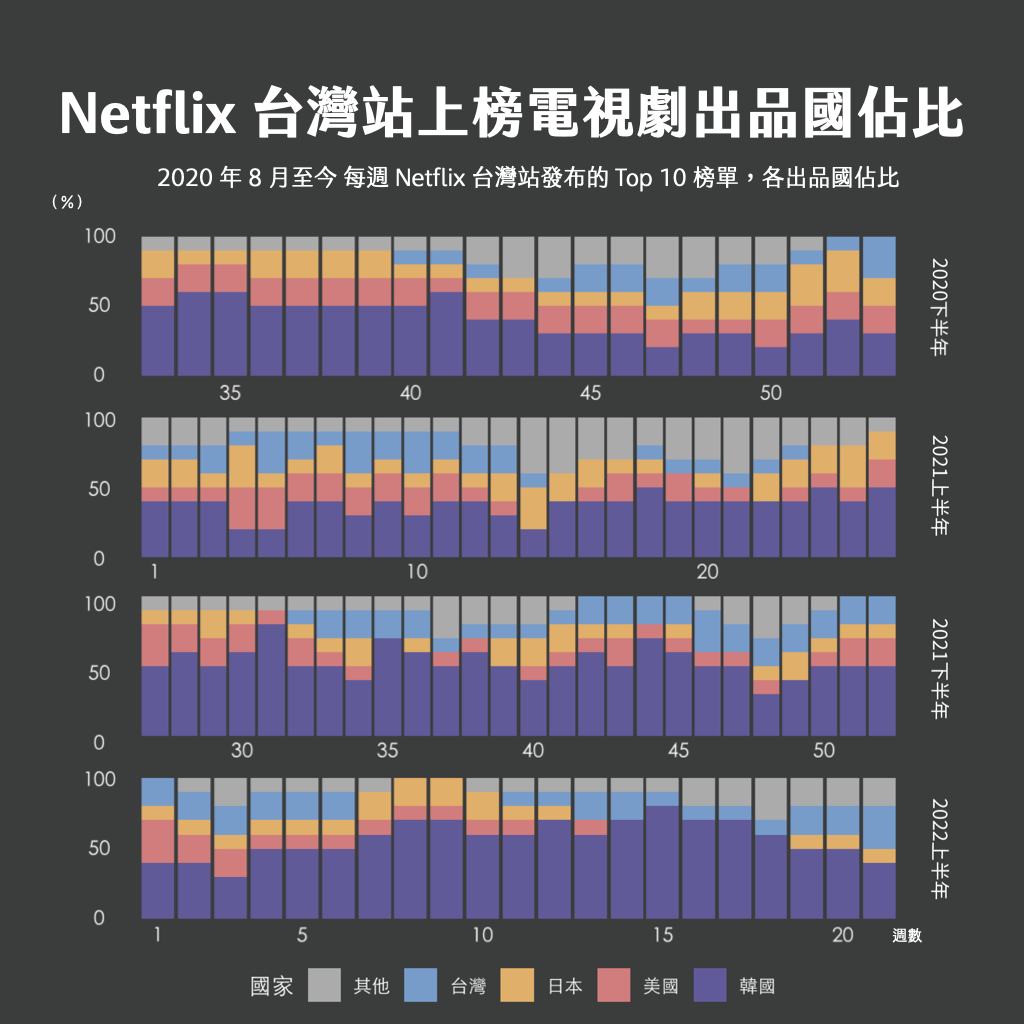 Netflix 台灣站上榜電視劇出品國佔比
2020 年 8 月至今 每週 Netflix 台灣站發布的 Top 10 榜單，各出品國佔比
(%)
100
50
0
35 40 45 50
2020下半年
100
50
0
1 10 20
2021上半年
100
50
0
30 35 40 45 50
2021下半年
100
50
0
1 5 10 15 20 週數
2022上半年
國家 其他 台灣 日本 美國 韓國